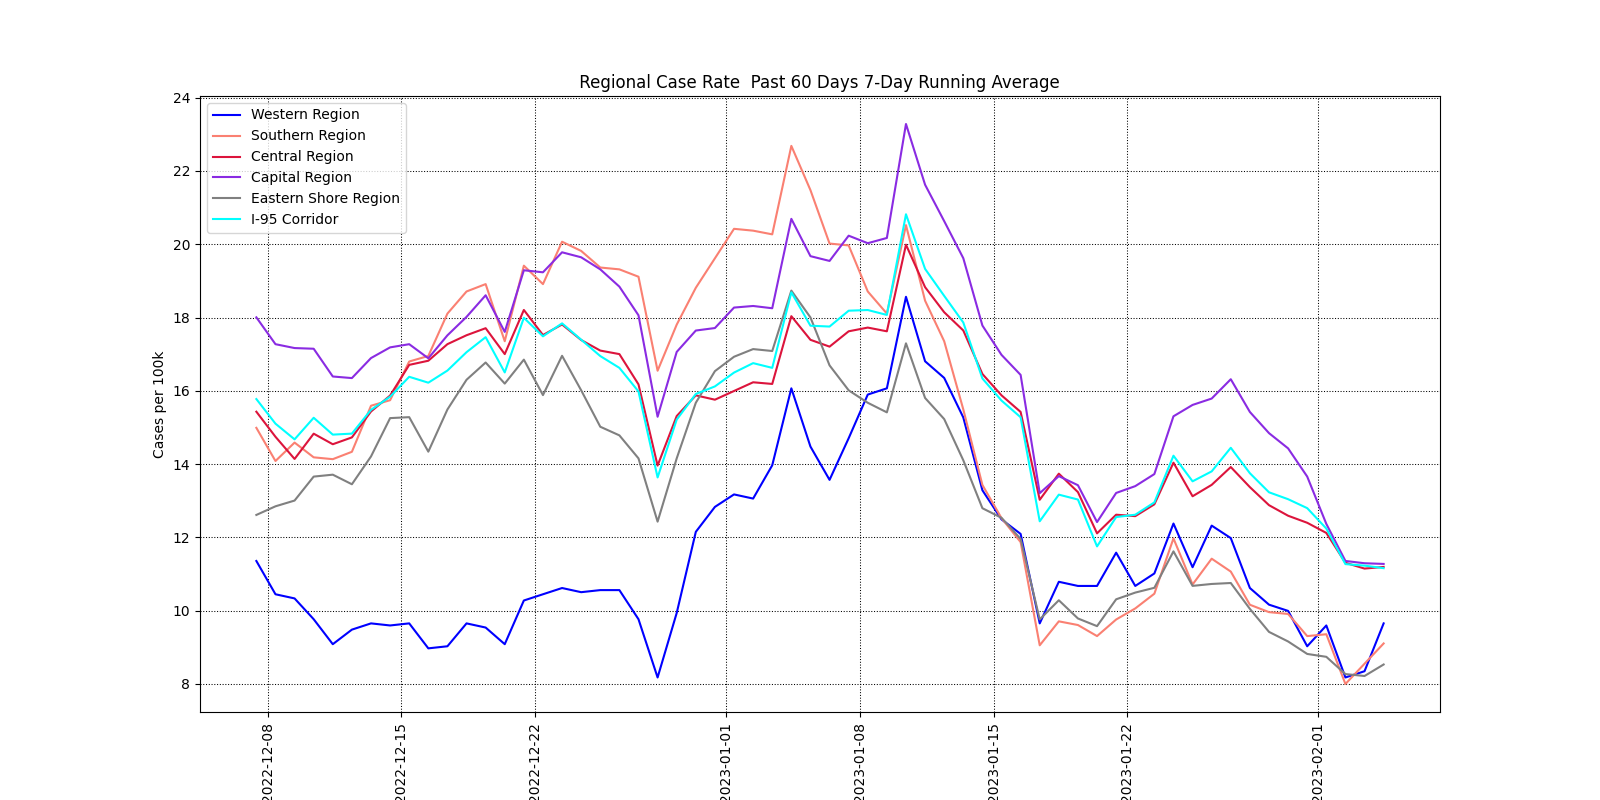 Regional Case Rate  Past 60 Days 7-Day Running Average
Western Region
Southern Region
Central Region
Capital Region
Eastern Shore Region
I-95 Corridor
Cases per 100k
24
22
20
18
16
14
12
10
8
2022-12-08
2022-12-15
2022-12-22
2023-01-01
2023-01-08
2023-01-15
2023-01-22
2023-02-01